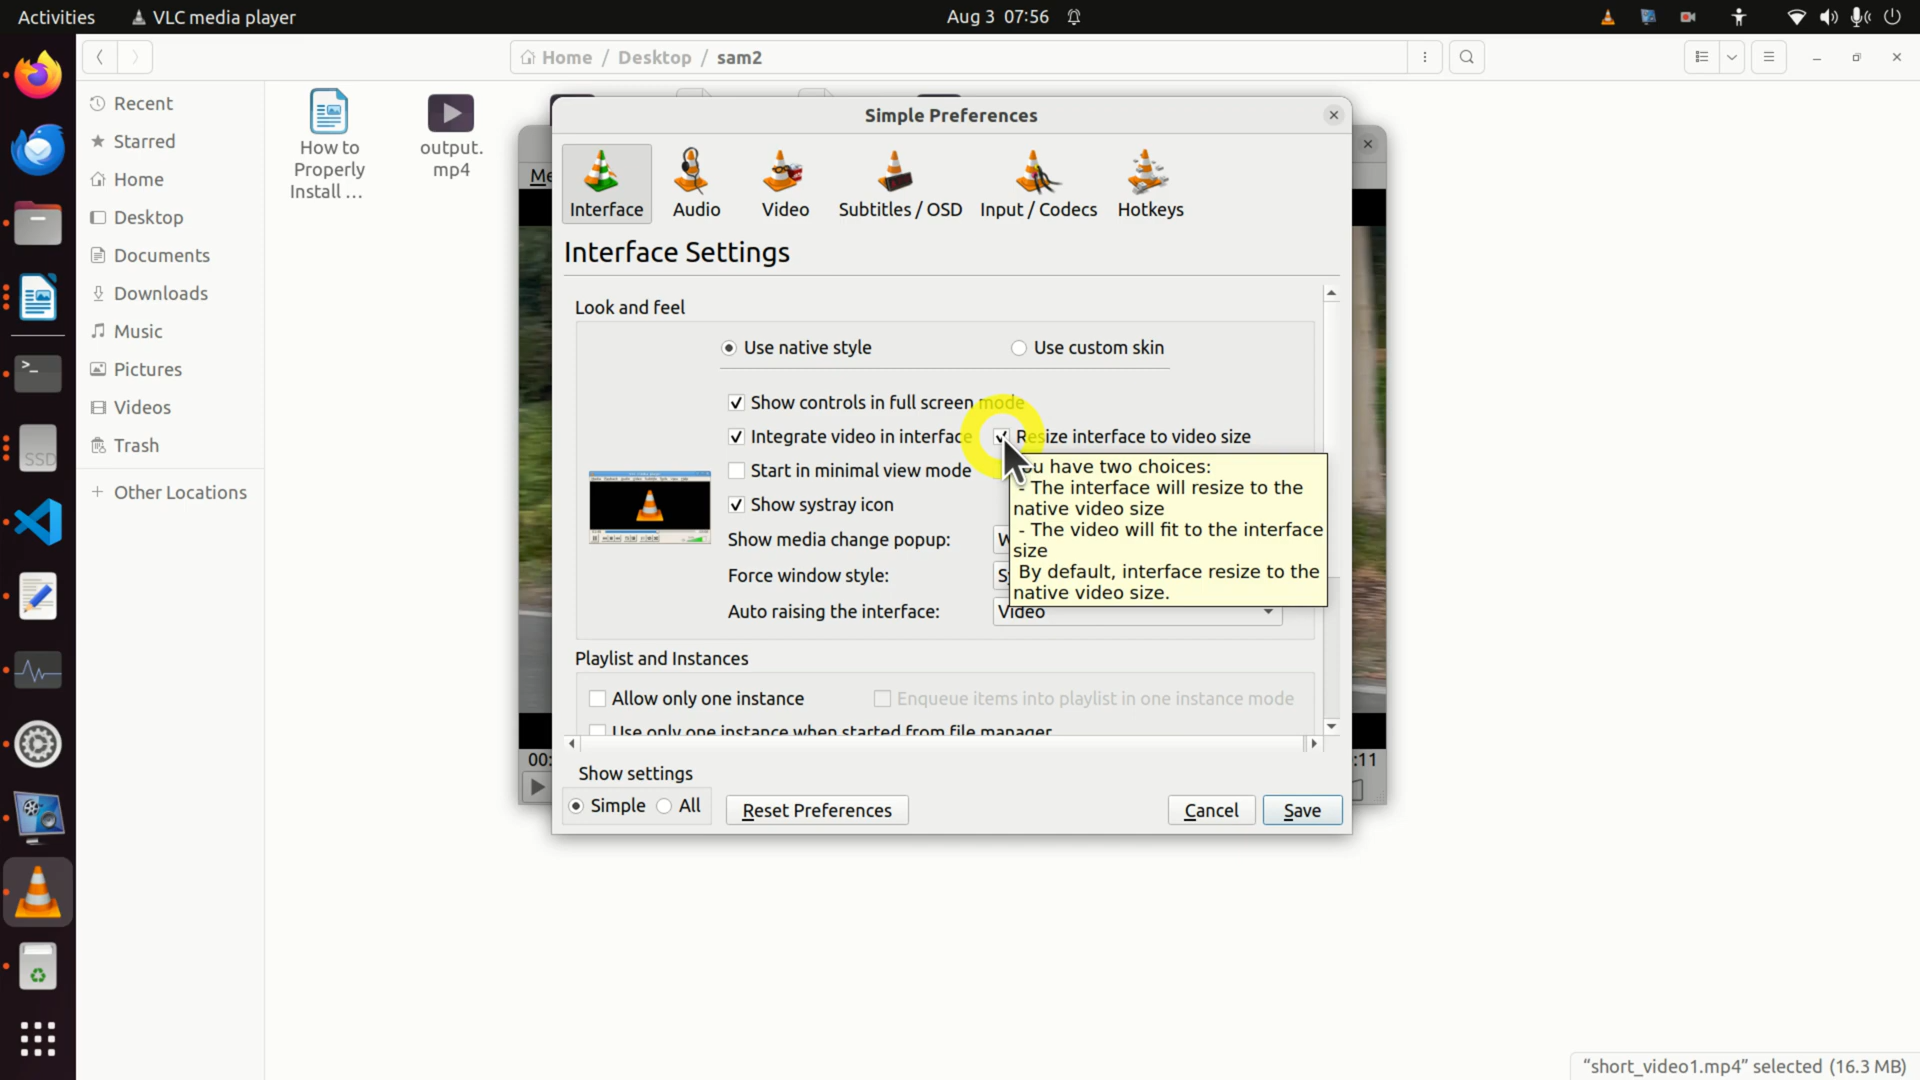 Activities
VLC media player
Aug 3 07:56
Home / Desktop / sam2
Recent
Starred
Home
Desktop
Documents
Downloads
Music
Pictures
Videos
Trash
+ Other Locations
How to
Properly
Install ...
output.
mp4
SSD
Simple Preferences
Interface
Audio
Video
Subtitles / OSD
Input / Codecs
Hotkeys
Interface Settings
Look and feel
Use native style
Use custom skin
Show controls in full screen mode
Integrate video in interface
Resize interface to video size
Start in minimal view mode
Show systray icon
Show media change popup:
Force window style:
Auto raising the interface:
Video
have two choices:
- The interface will resize to the
native video size
- The video will fit to the interface
size
By default, interface resize to the
native video size.
Playlist and Instances
Allow only one instance
Enqueue items into playlist in one instance mode
Use only one instance when started from file manager
00:
:11
Show settings
Simple
All
Reset Preferences
Cancel
Save
"short_video1.mp4" selected (16.3 MB)